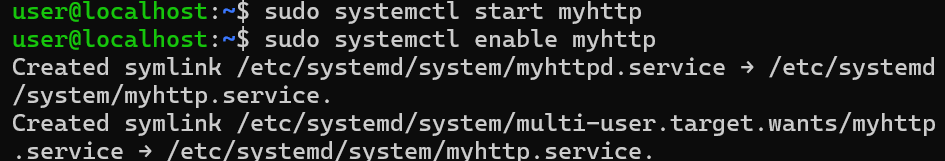 user@localhost:~$ sudo systemctl start myhttp
user@localhost:~$ sudo systemctl enable myhttp
Created symlink /etc/systemd/system/myhttpd.service → /etc/systemd
/system/myhttp.service.
Created symlink /etc/systemd/system/multi-user.target.wants/myhttp
.service → /etc/systemd/system/myhttp.service.